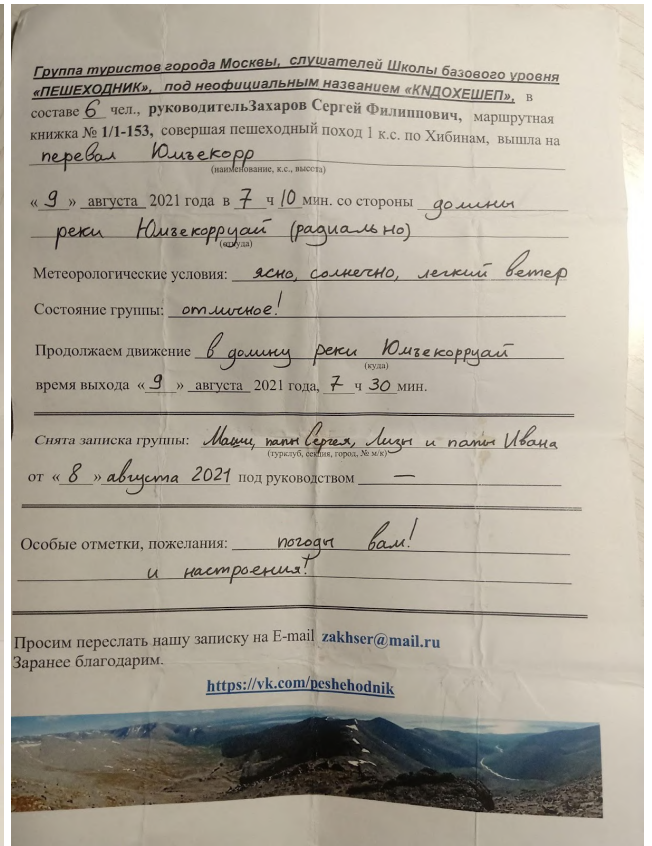 Группа туристов города Москвы, слушателей Школы базового уровня
«ПЕШЕХОДНИК», под неофициальным названием «КNДОХЕШЕП», в
составе 6 чел., руководительЗахаров Сергей Филиппович, маршрутная
книжка № 1/1-153, совершая пешеходный поход 1 к.с. по Хибинам, вышла на
перевал Юмъекорр
(наименование, к.с., высота)
«9» августа 2021 года в 7 ч 10 мин. со стороны долины
реки Юмъекорруай (радиально)
(откуда)
Метеорологические условия: ясно, солнечно, легкий ветер
Состояние группы: отличное!
Продолжаем движение в долину реки Юмъекорруай
(куда)
время выхода «9» августа 2021 года, 7 ч 30 мин.
Снята записка группы: Маши, папы Сергея, Лизы и папы Ивана
(турклуб, секция, город, № м/к)
от «8» августа 2021 под руководством —
Особые отметки, пожелания: погоды вам!
и настроения!
Просим переслать нашу записку на E-mail zakhser@mail.ru
Заранее благодарим.
https://vk.com/peshehodnik